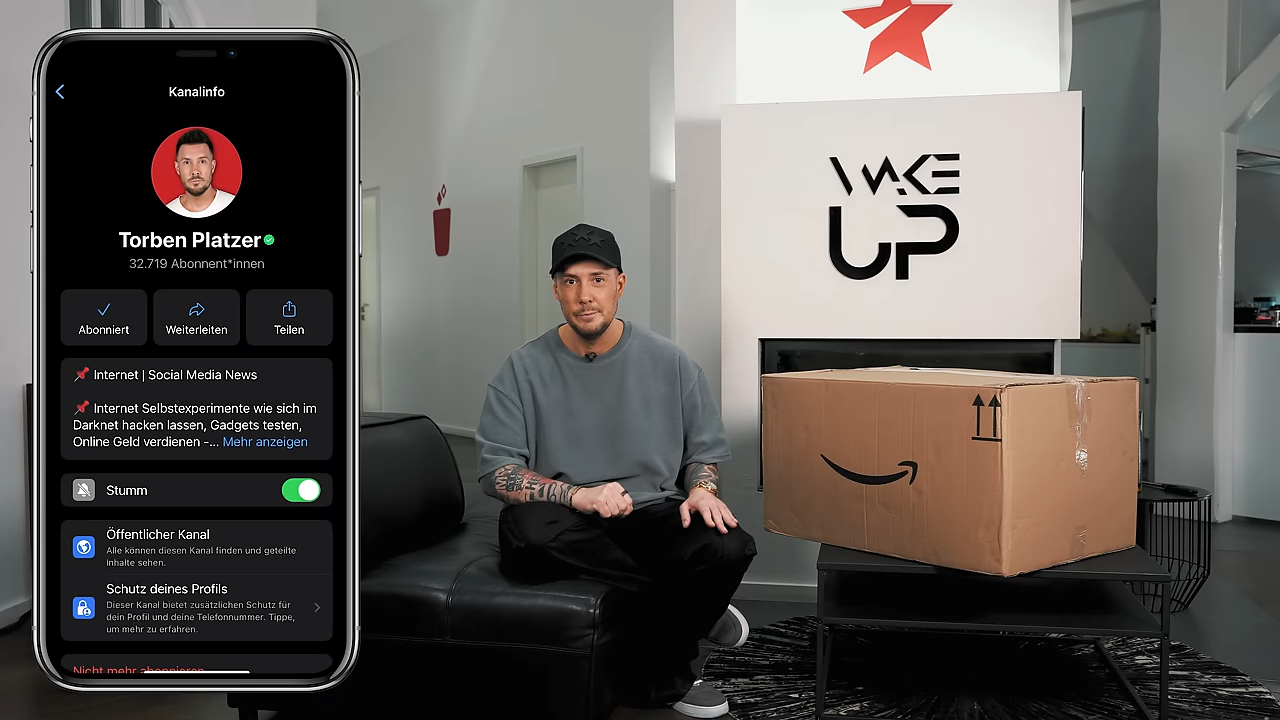 Kanalinfo
Torben Platzer
32.719 Abonnent*innen
Abonniert
Weiterleiten
Teilen
📌 Internet | Social Media News
📌 Internet Selbstexperimente wie sich im
Darknet hacken lassen, Gadgets testen,
Online Geld verdienen -... Mehr anzeigen
Stumm
Öffentlicher Kanal
Alle können diesen Kanal finden und geteilte
Inhalte sehen.
Schutz deines Profils
Dieser Kanal bietet zusätzlichen Schutz für
dein Profil und deine Telefonnummer. Tippe,
um mehr zu erfahren.
Nicht mehr abonnieren
WAKE
UP